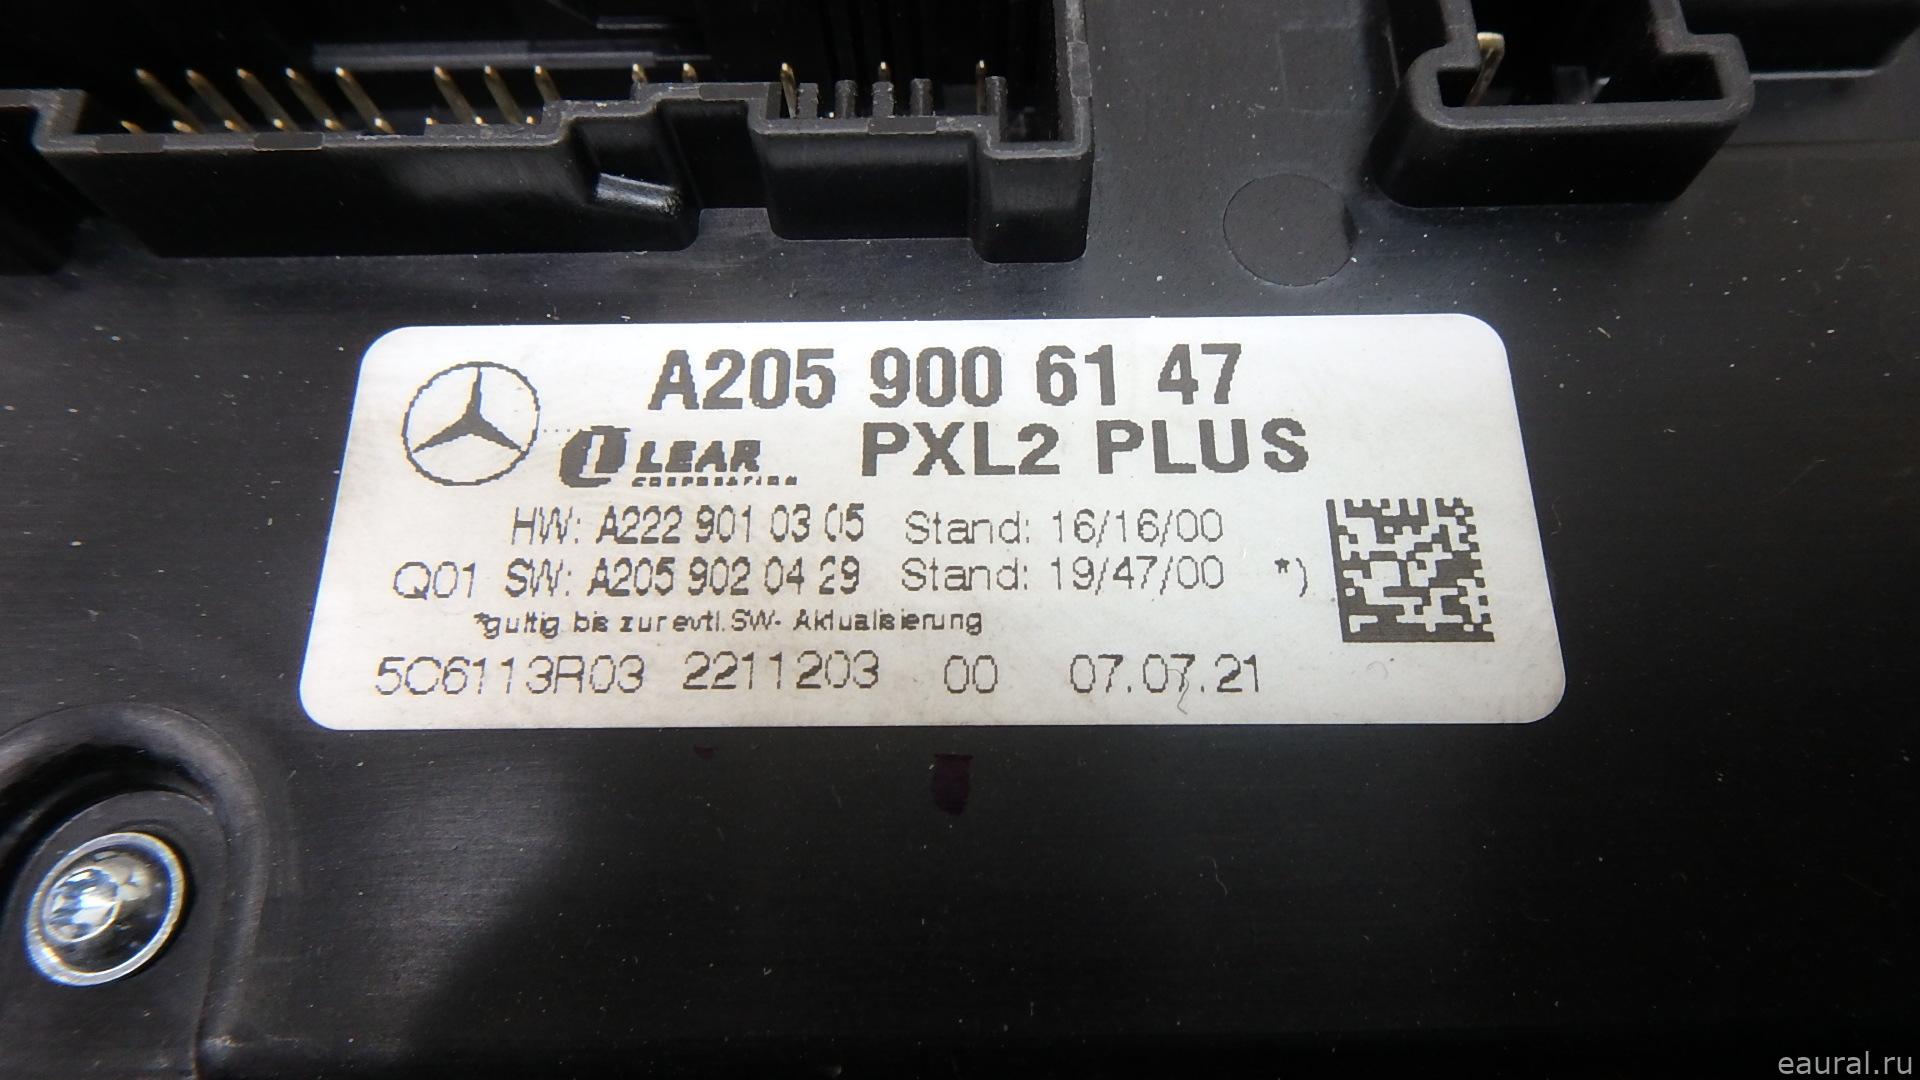 A205 900 61 47
LEAR PXL2 PLUS
CORPORATION
HW: A222 901 03 05 Stand: 16/16/00
Q01 SW: A205 902 04 29 Stand: 19/47/00 *)
*gultig bis zur evtl. SW- Aktualisierung
5C6113R03 2211203 00 07.07.21
eaural.ru